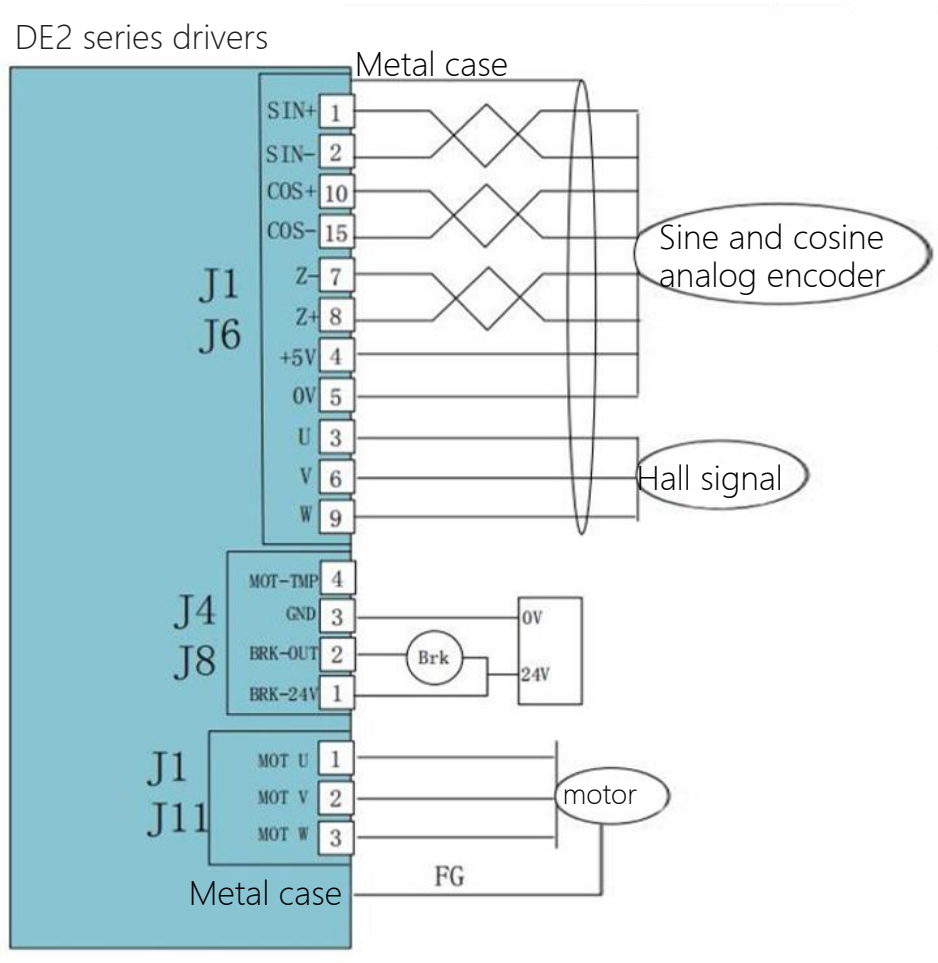 DE2 series drivers
Metal case
SIN+ 1
SIN- 2
COS+ 10
COS- 15
Z- 7
Z+ 8
+5V 4
0V 5
U 3
V 6
W 9
J1
J6
Sine and cosine
analog encoder
Hall signal
MOT-TMP 4
GND 3
BRK-OUT 2
BRK-24V 1
J4
J8
Brk
0V
24V
MOT U 1
MOT V 2
MOT W 3
J1
J11
motor
Metal case
FG